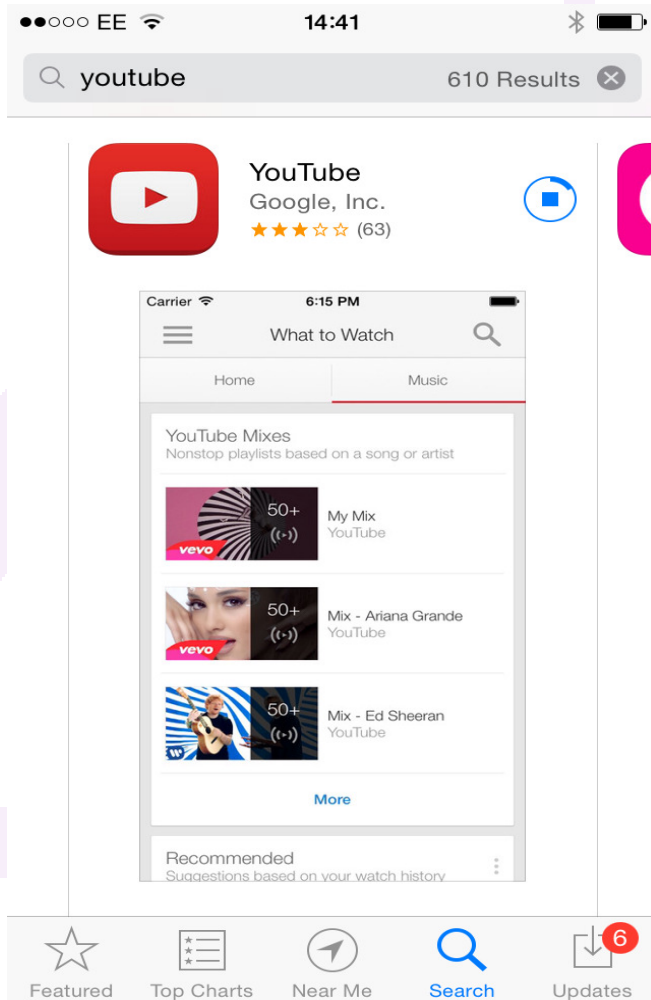 EE 14:41
youtube 610 Results
YouTube
Google, Inc.
(63)
Carrier 6:15 PM
What to Watch
Home Music
YouTube Mixes
Nonstop playlists based on a song or artist
50+
My Mix
YouTube
vevo
50+
Mix - Ariana Grande
YouTube
vevo
50+
Mix - Ed Sheeran
YouTube
More
Recommended
Suggestions based on your watch history
6
Featured Top Charts Near Me Search Updates